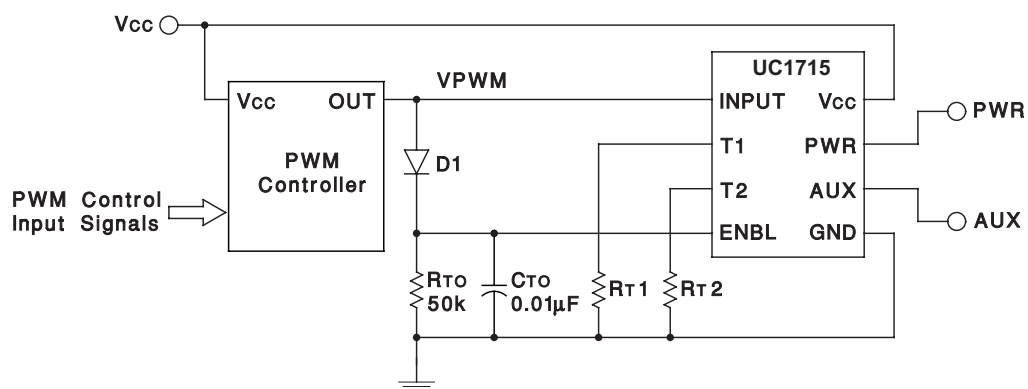 Vcc
UC1715
VPWM
Vcc OUT
INPUT Vcc
PWM
Controller
D1
T1 PWR
PWR
PWM Control
Input Signals
T2 AUX
AUX
ENBL GND
RTO
50k
CTO
0.01µF
RT1
RT2